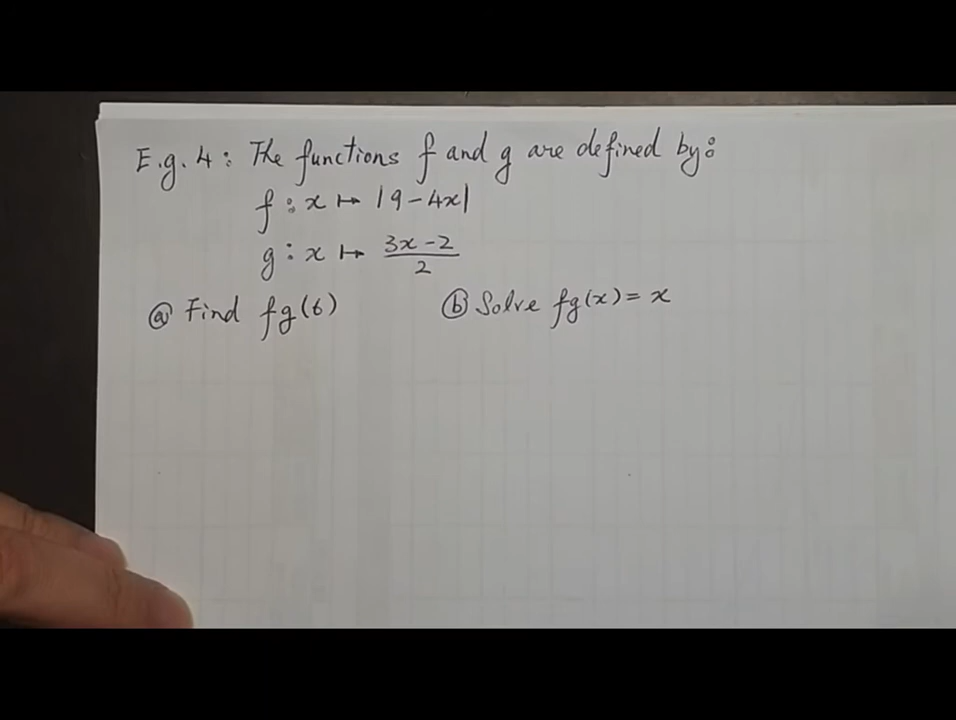 E.g. 4: The functions f and g are defined by:
f : x ↦ |9 - 4x|
g : x ↦ (3x - 2)/2
ⓐ Find fg(6) ⓑ Solve fg(x) = x